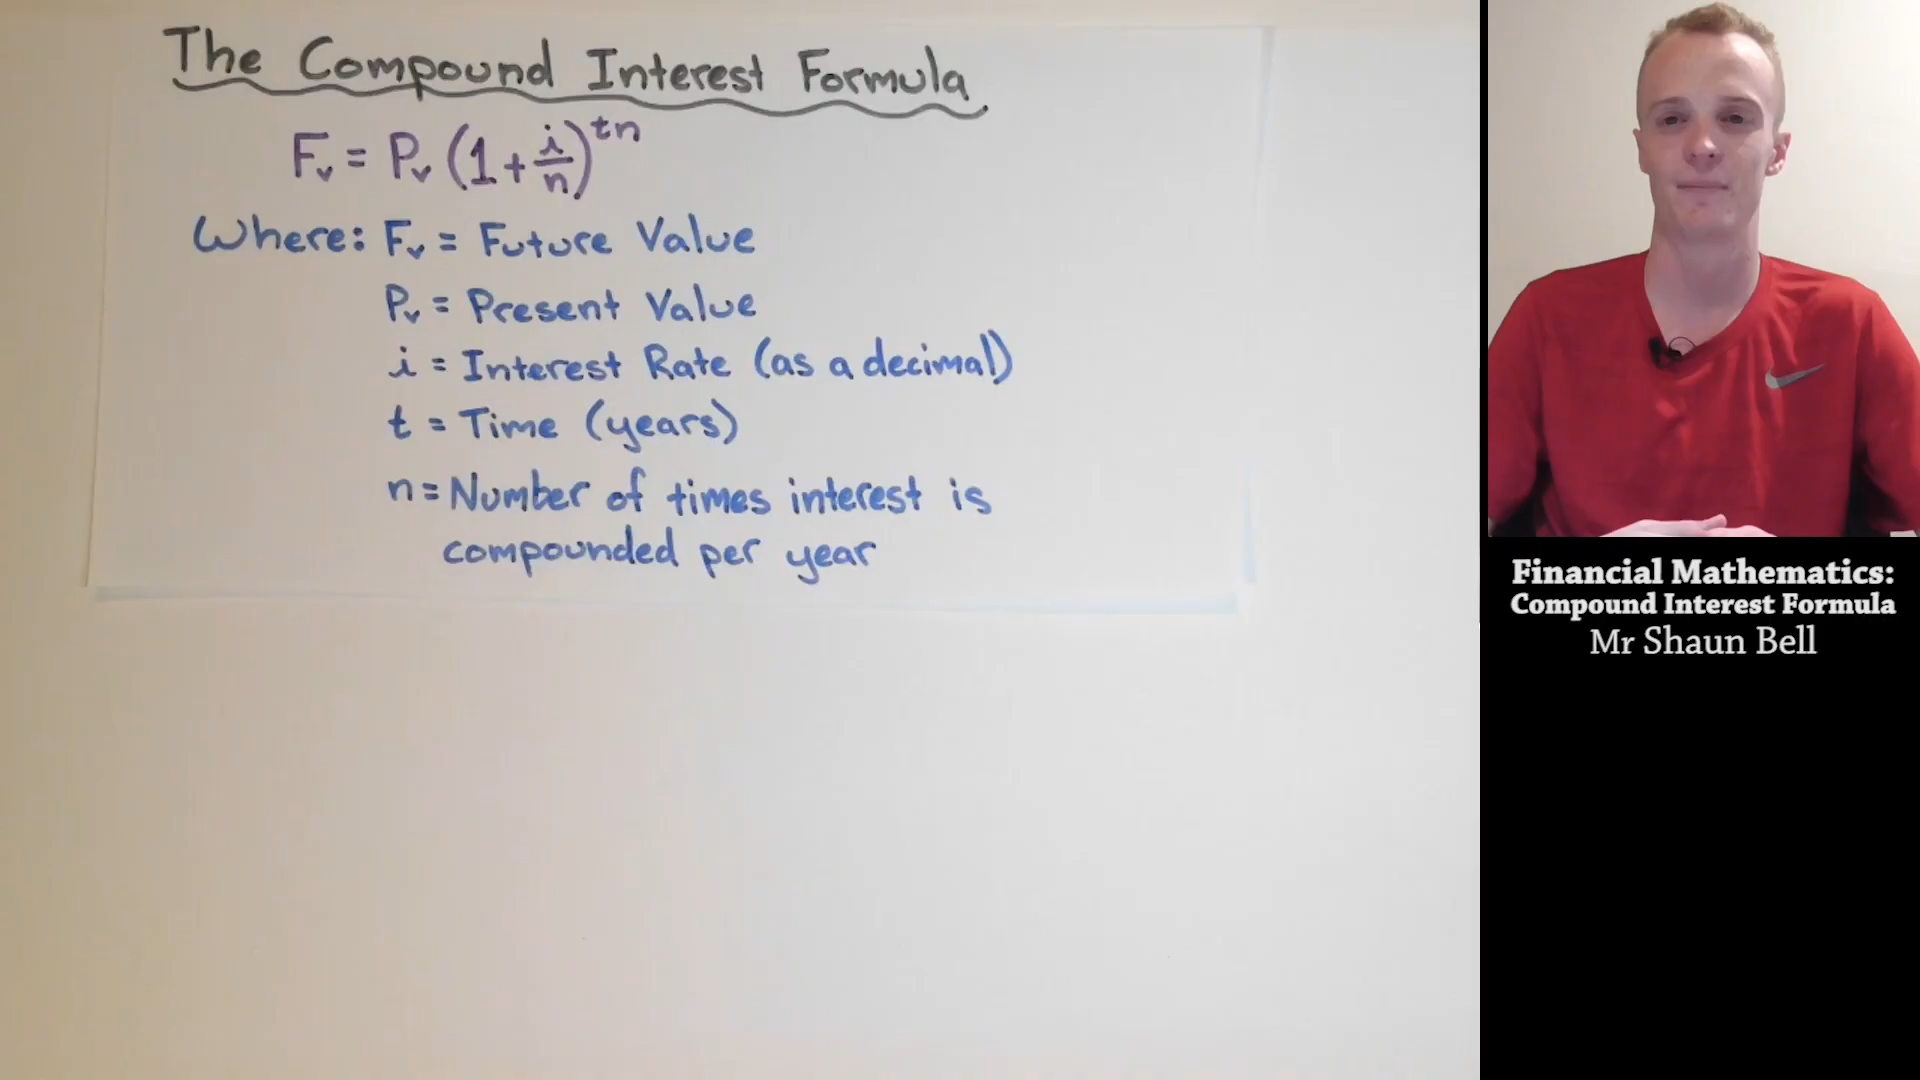 The Compound Interest Formula
Fv = Pv (1 + i/n)^tn
Where: Fv = Future Value
Pv = Present Value
i = Interest Rate (as a decimal)
t = Time (years)
n = Number of times interest is
compounded per year
Financial Mathematics:
Compound Interest Formula
Mr Shaun Bell